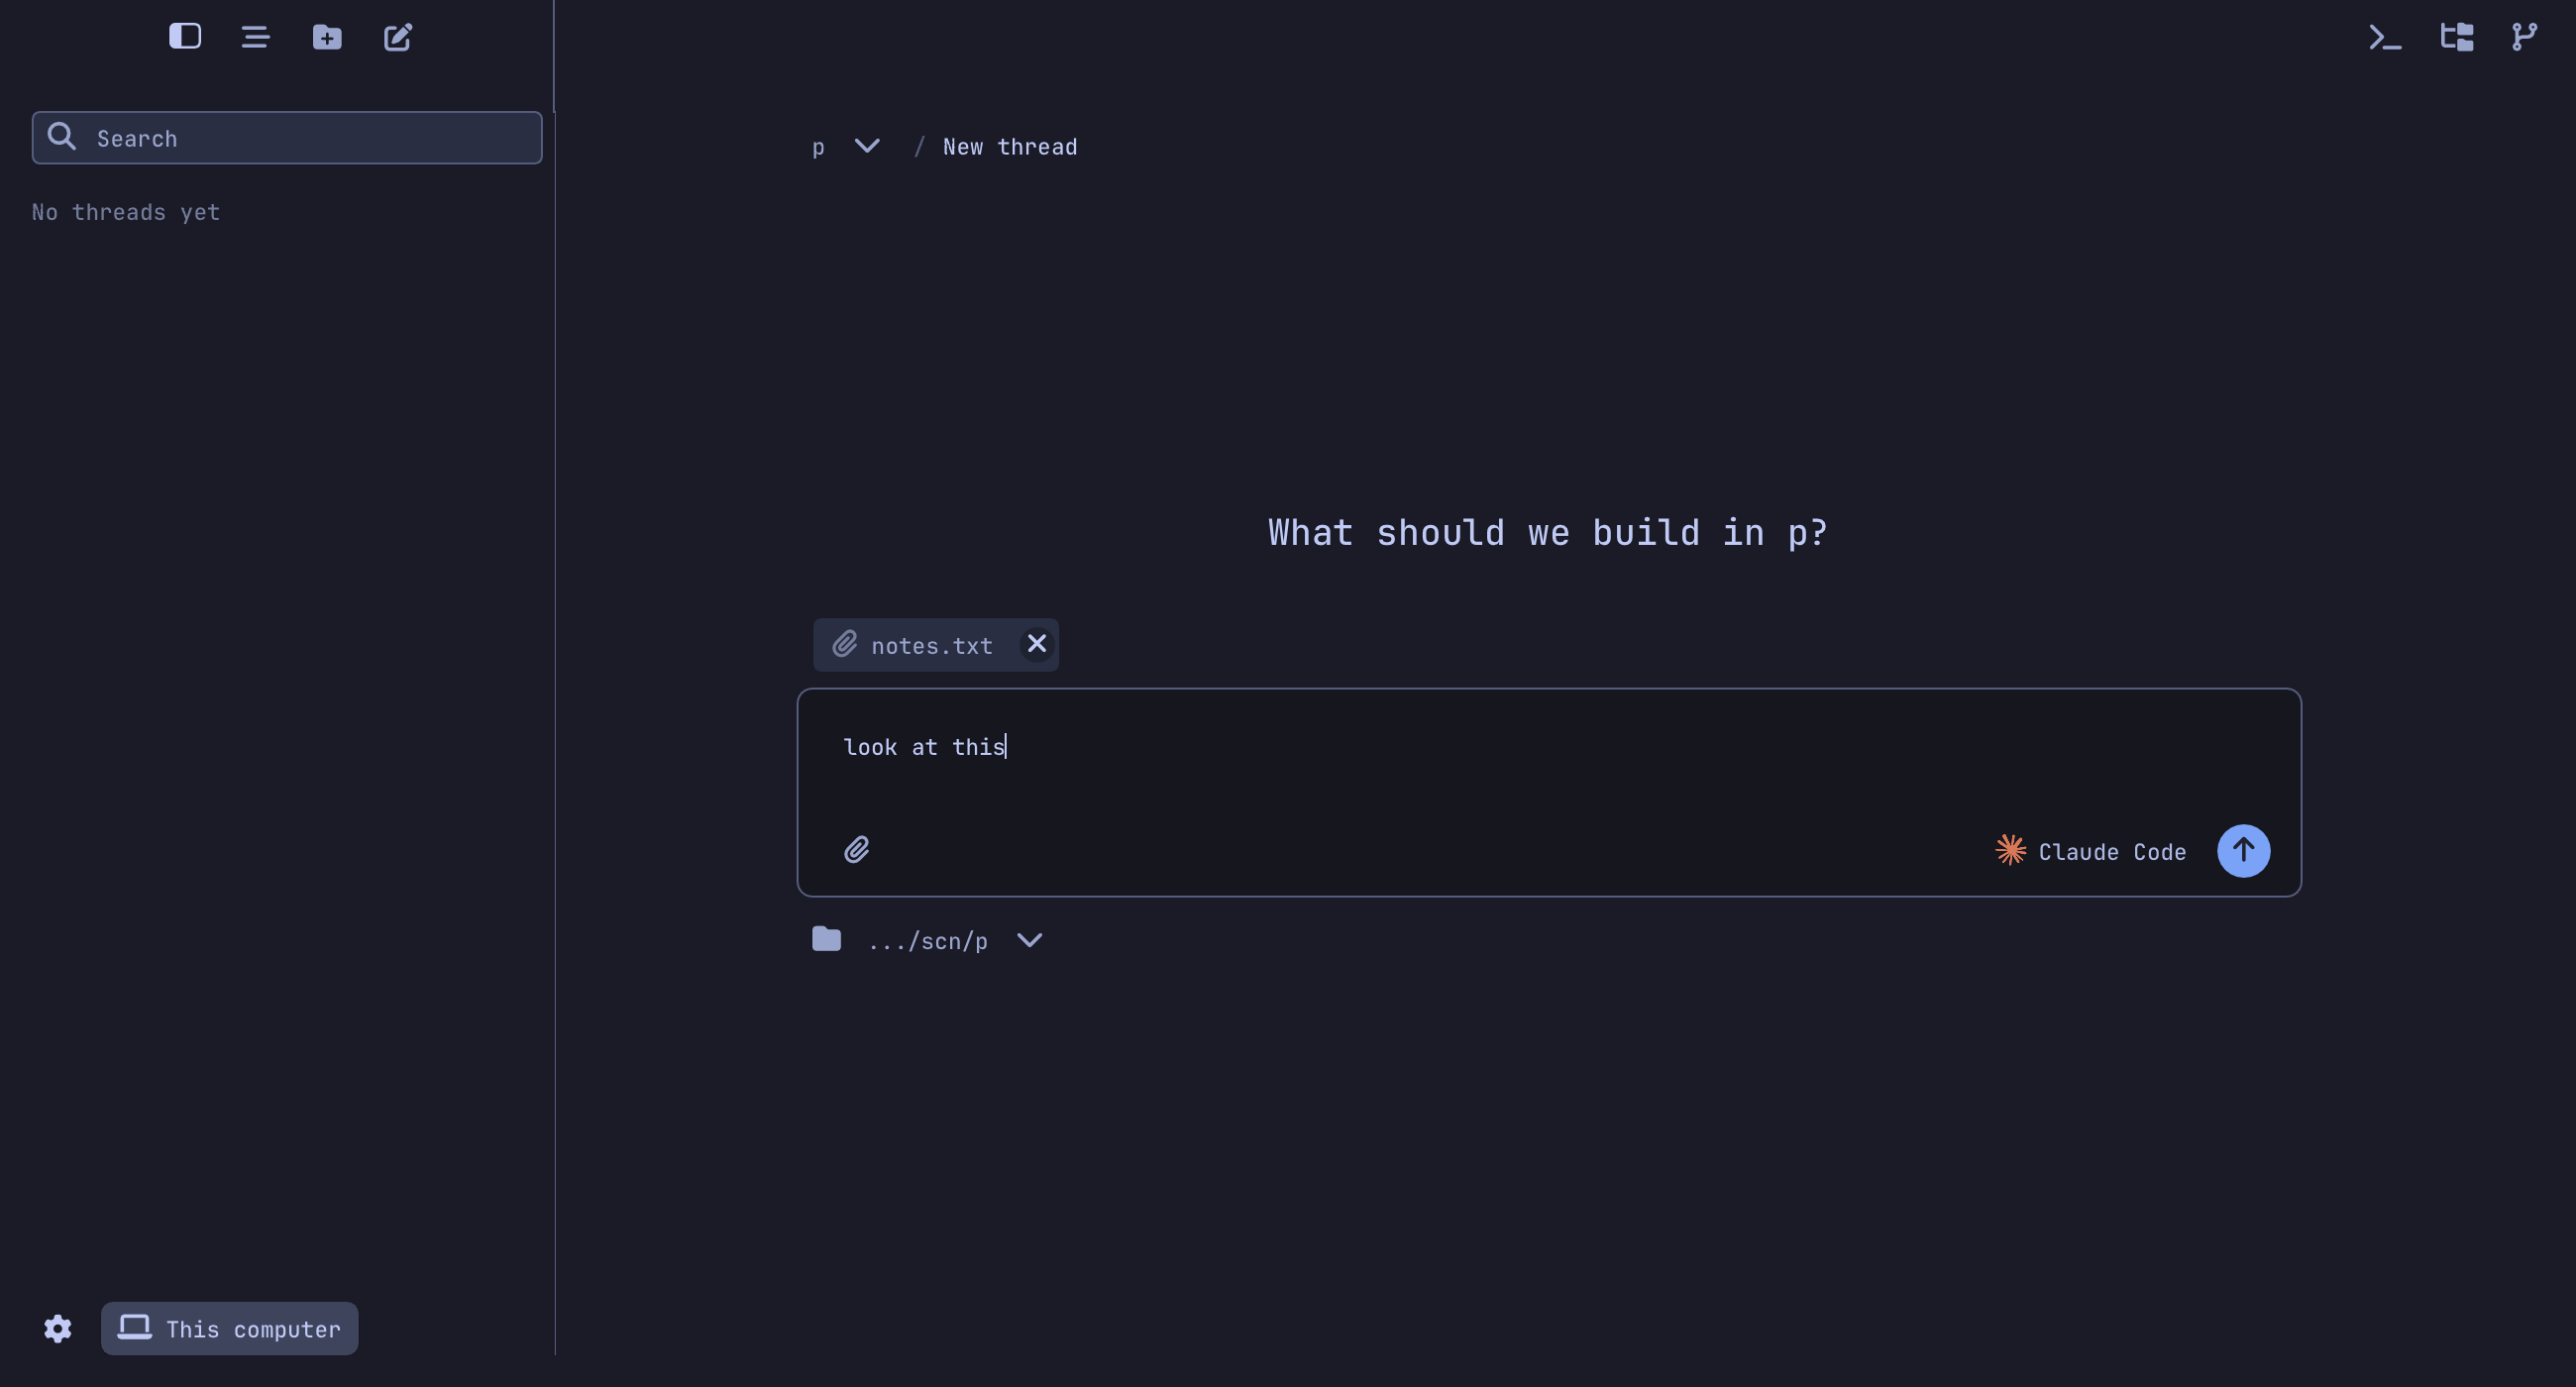 Search
No threads yet
p / New thread
What should we build in p?
notes.txt
look at this
Claude Code
.../scn/p
This computer